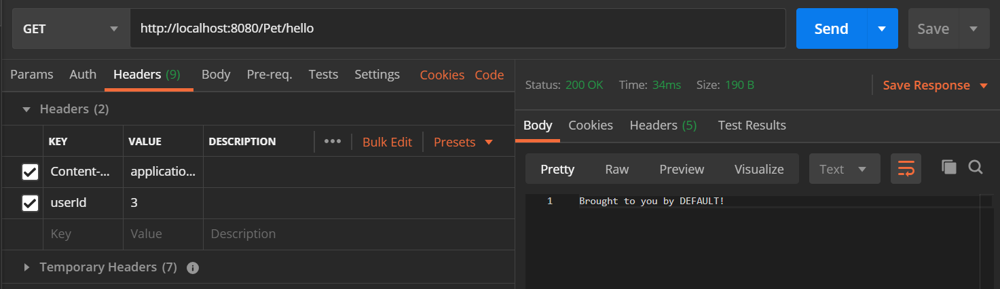 GET http://localhost:8080/Pet/hello Send Save
Params Auth Headers (9) Body Pre-req. Tests Settings Cookies Code
Status: 200 OK Time: 34ms Size: 190 B Save Response
Headers (2)
KEY VALUE DESCRIPTION ••• Bulk Edit Presets
Content-... applicatio...
userId 3
Key Value Description
Temporary Headers (7) i
Body Cookies Headers (5) Test Results
Pretty Raw Preview Visualize Text
1 Brought to you by DEFAULT!